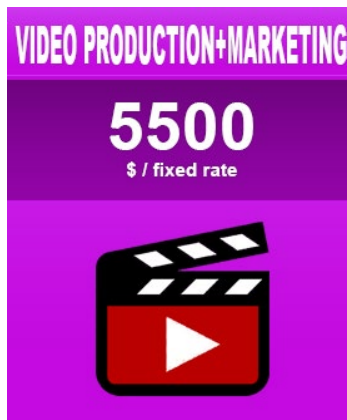 VIDEO PRODUCTION+MARKETING
5500
$ / fixed rate